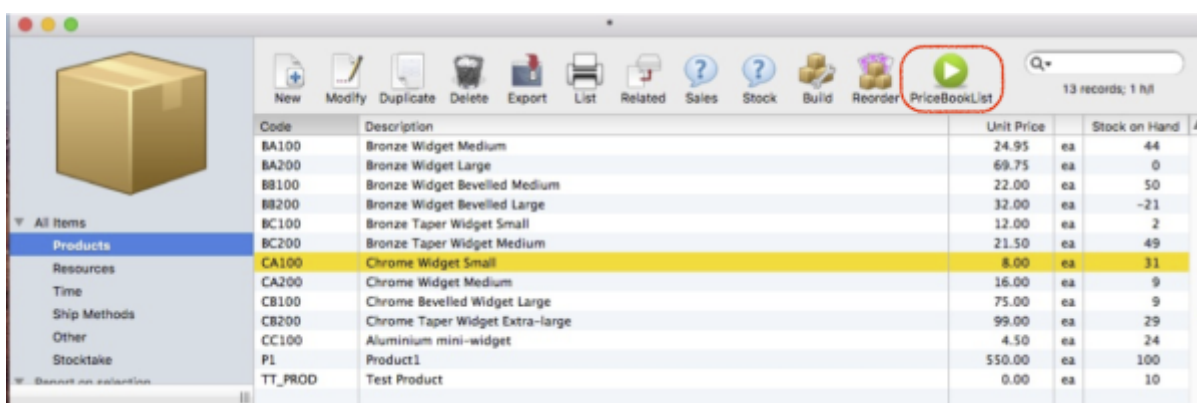 New Modify Duplicate Delete Export List Related Sales Stock Build Reorder PriceBookList
13 records; 1 h/l
All Items
Products
Resources
Time
Ship Methods
Other
Stocktake
Report on selection
Code Description Unit Price Stock on Hand
BA100 Bronze Widget Medium 24.95 ea 44
BA200 Bronze Widget Large 69.75 ea 0
BB100 Bronze Widget Bevelled Medium 22.00 ea 50
BB200 Bronze Widget Bevelled Large 32.00 ea -21
BC100 Bronze Taper Widget Small 12.00 ea 2
BC200 Bronze Taper Widget Medium 21.50 ea 49
CA100 Chrome Widget Small 8.00 ea 31
CA200 Chrome Widget Medium 16.00 ea 9
CB100 Chrome Bevelled Widget Large 75.00 ea 9
CB200 Chrome Taper Widget Extra-large 99.00 ea 29
CC100 Aluminium mini-widget 4.50 ea 24
P1 Product1 550.00 ea 100
TT_PROD Test Product 0.00 ea 10